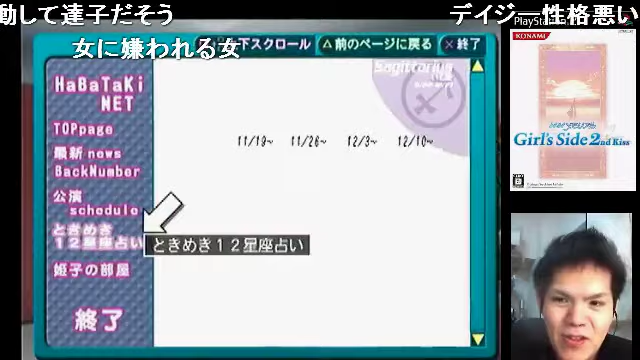 動して達子だそう
デイジー性格悪い
女に嫌われる女
下スクロール △前のページに戻る ×終了
HaBaTaKi
NET
TOPpage
最新news
BackNumber
公演
schedule
ときめき
12星座占い
姫子の部屋
終了
Sagittarius
11/19~ 11/26~ 12/3~ 12/10~
ときめき12星座占い
PlayStation
KONAMI
Girl's Side 2nd Kiss